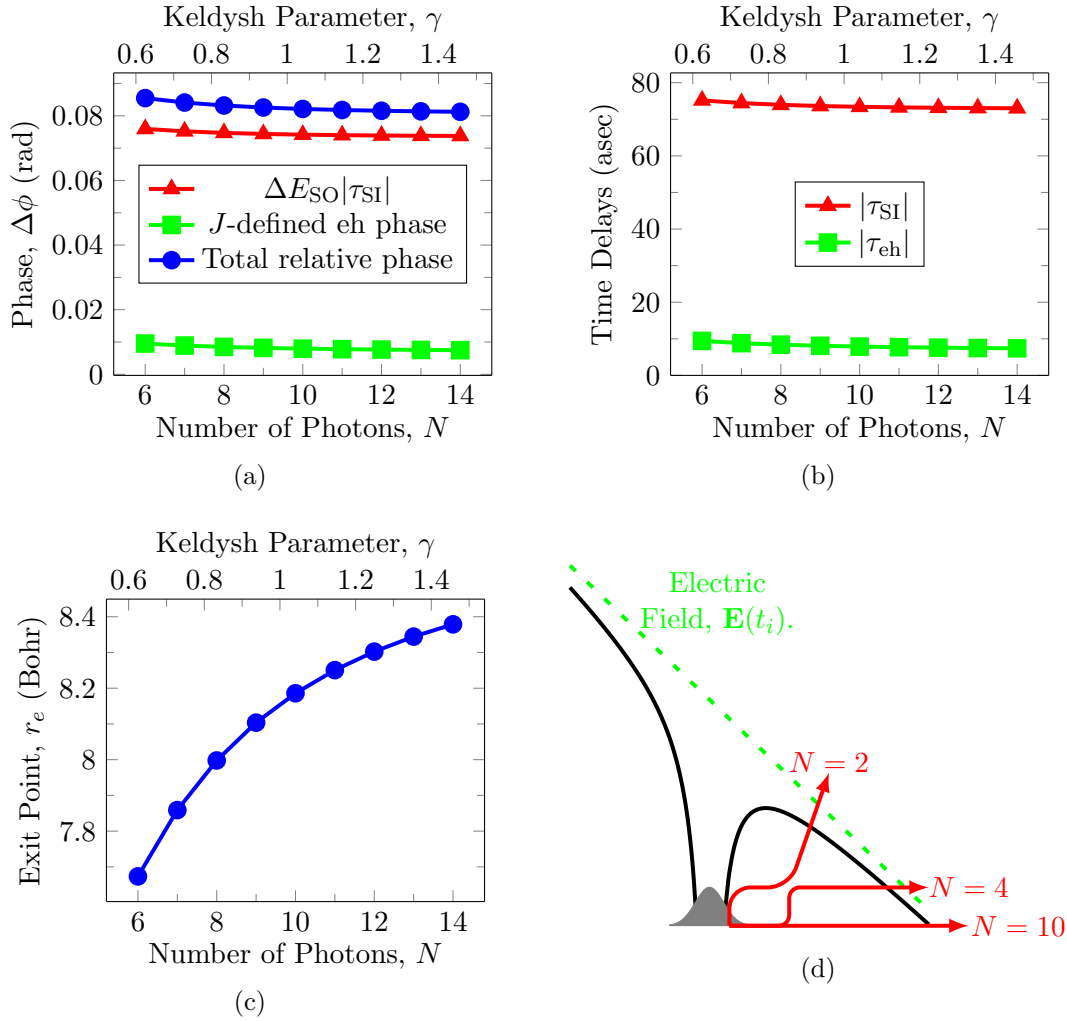 Keldysh Parameter, γ
0.6 0.8 1 1.2 1.4
Phase, Δϕ (rad)
0.08
0.06
0.04
0.02
0
ΔE_SO|τ_SI|
J-defined eh phase
Total relative phase
6 8 10 12 14
Number of Photons, N
(a)
Keldysh Parameter, γ
0.6 0.8 1 1.2 1.4
Time Delays (asec)
80
60
40
20
0
|τ_SI|
|τ_eh|
6 8 10 12 14
Number of Photons, N
(b)
Keldysh Parameter, γ
0.6 0.8 1 1.2 1.4
Exit Point, r_e (Bohr)
8.4
8.2
8
7.8
6 8 10 12 14
Number of Photons, N
(c)
Electric
Field, E(t_i).
N = 2
N = 4
N = 10
(d)